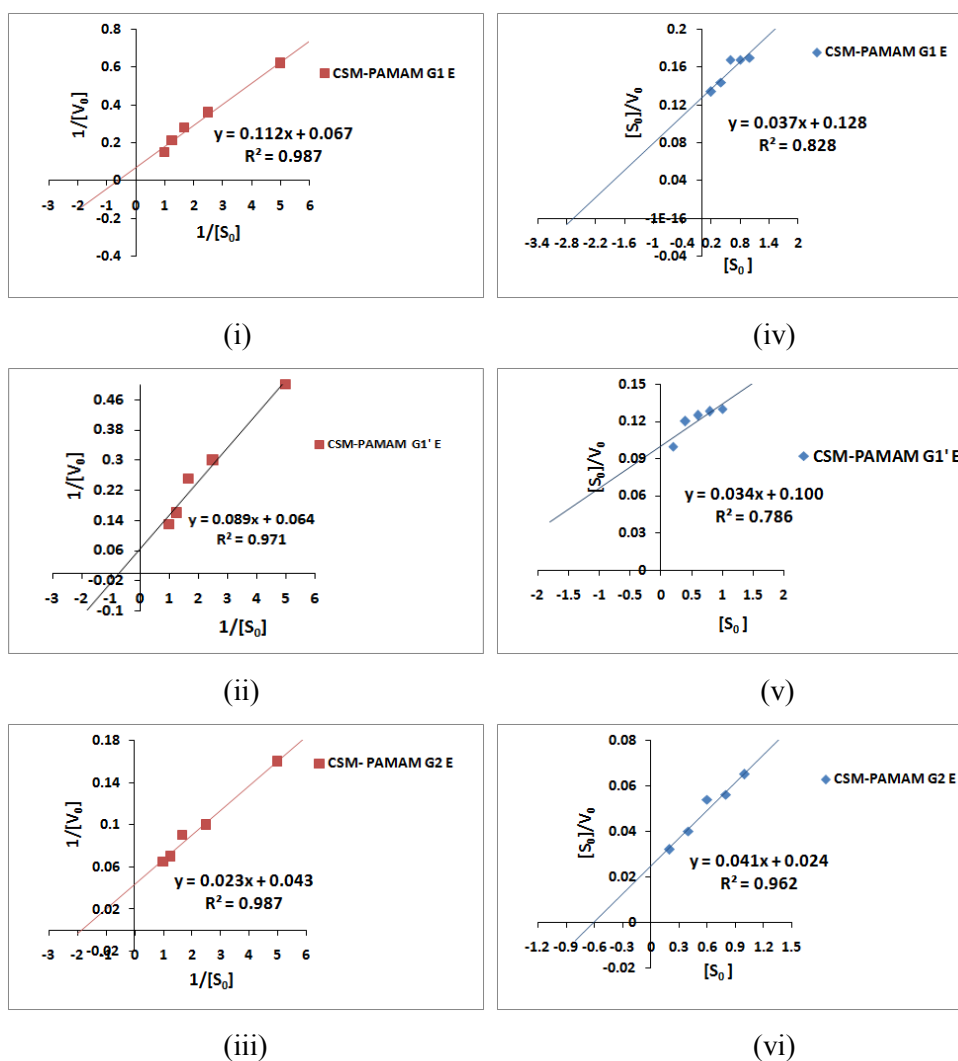 0.8
0.6
0.4
0.2
0
-0.2
-0.4
1/[V₀]
-3 -2 -1 0 1 2 3 4 5 6
1/[S₀]
CSM-PAMAM G1 E
y = 0.112x + 0.067
R² = 0.987
(i)
0.2
0.16
0.12
0.08
0.04
-1E-16
-0.04
[S₀]/V₀
-3.4 -2.8 -2.2 -1.6 -1 -0.4 0.2 0.8 1.4 2
[S₀]
CSM-PAMAM G1 E
y = 0.037x + 0.128
R² = 0.828
(iv)
0.46
0.38
0.3
0.22
0.14
0.06
-0.02
-0.1
1/[V₀]
-3 -2 -1 0 1 2 3 4 5 6
1/[S₀]
CSM-PAMAM G1' E
y = 0.089x + 0.064
R² = 0.971
(ii)
0.15
0.12
0.09
0.06
0.03
0
[S₀]/V₀
-2 -1.5 -1 -0.5 0 0.5 1 1.5 2
[S₀]
CSM-PAMAM G1' E
y = 0.034x + 0.100
R² = 0.786
(v)
0.18
0.14
0.1
0.06
0.02
-0.02
1/[V₀]
-3 -2 -1 0 1 2 3 4 5 6
1/[S₀]
CSM- PAMAM G2 E
y = 0.023x + 0.043
R² = 0.987
(iii)
0.08
0.06
0.04
0.02
0
-0.02
[S₀]/V₀
-1.2 -0.9 -0.6 -0.3 0 0.3 0.6 0.9 1.2 1.5
[S₀]
CSM-PAMAM G2 E
y = 0.041x + 0.024
R² = 0.962
(vi)